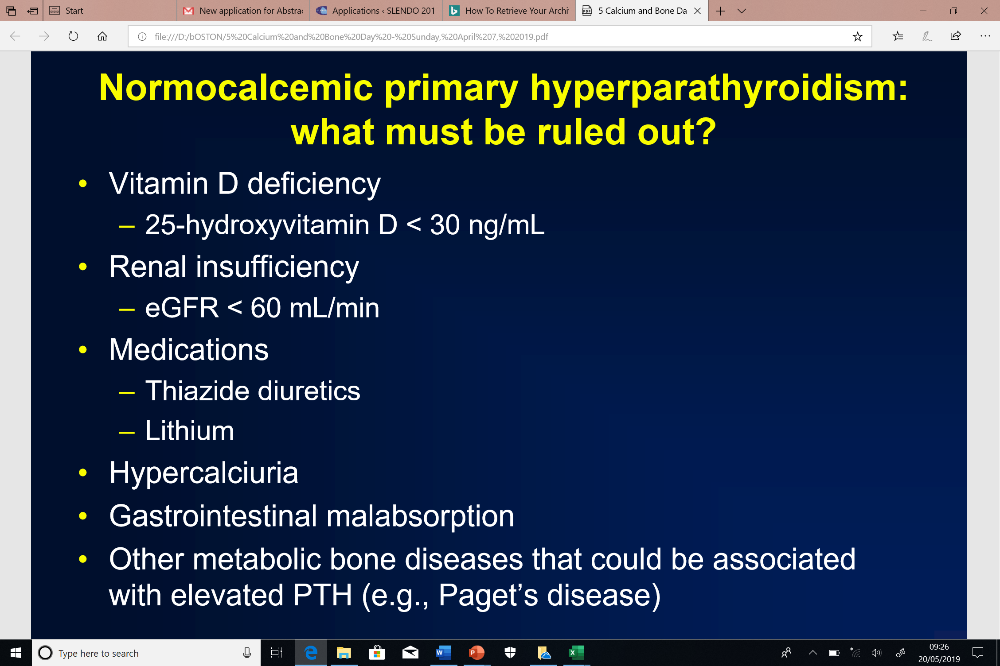 Start
New application for Abstrac
Applications ‹ SLENDO 201
How To Retrieve Your Archi
PDF
5 Calcium and Bone Da
file:///D:/bOSTON/5%20Calcium%20and%20Bone%20Day%20-%20Sunday,%20April%207,%202019.pdf
Normocalcemic primary hyperparathyroidism:
what must be ruled out?
• Vitamin D deficiency
– 25-hydroxyvitamin D < 30 ng/mL
• Renal insufficiency
– eGFR < 60 mL/min
• Medications
– Thiazide diuretics
– Lithium
• Hypercalciuria
• Gastrointestinal malabsorption
• Other metabolic bone diseases that could be associated
with elevated PTH (e.g., Paget’s disease)
Type here to search
09:26
20/05/2019